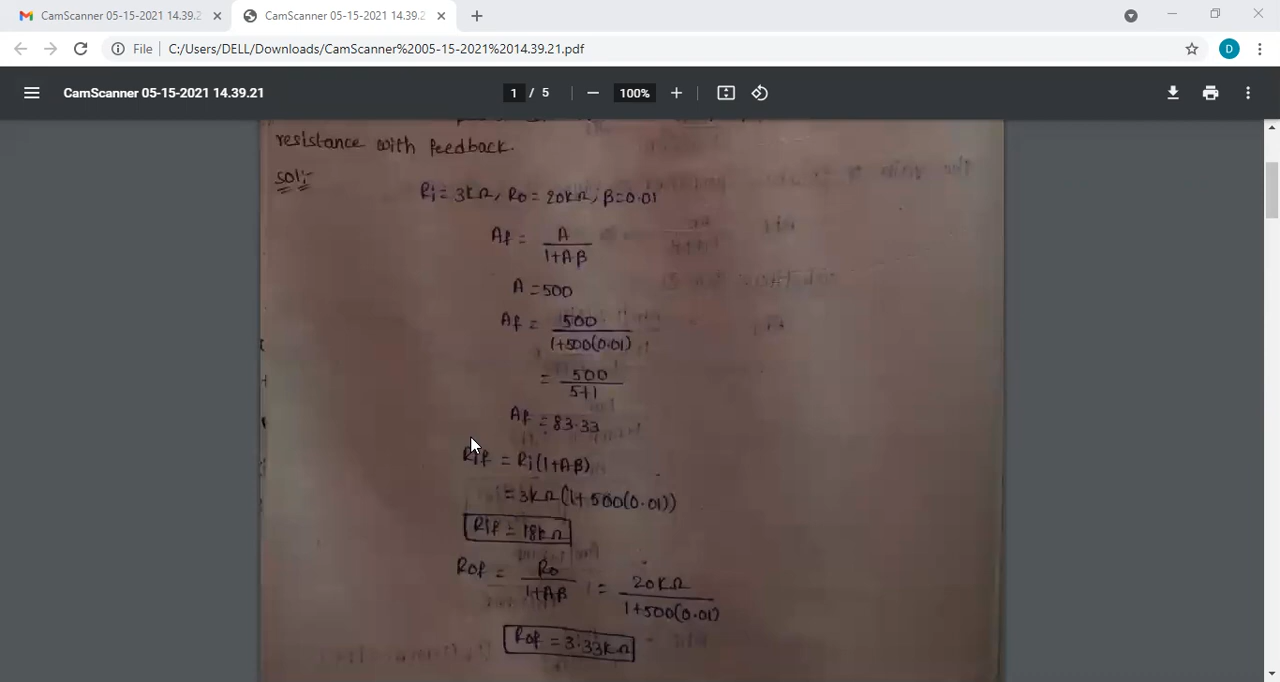 CamScanner 05-15-2021 14.39.2
CamScanner 05-15-2021 14.39.2
File
C:/Users/DELL/Downloads/CamScanner%2005-15-2021%2014.39.21.pdf
D
CamScanner 05-15-2021 14.39.21
1 / 5
100%
resistance with feedback.
Sol:-
Ri = 3kΩ, Ro = 20kΩ, β=0.01
Af = A / 1+Aβ
A = 500
Af = 500 / 1+500(0.01)
= 500 / 5+1
Af = 83.33
Rif = Ri(1+Aβ)
= 3kΩ (1+500(0.01))
Rif = 18kΩ
Rof = Ro / 1+Aβ = 20kΩ / 1+500(0.01)
Rof = 3.33kΩ